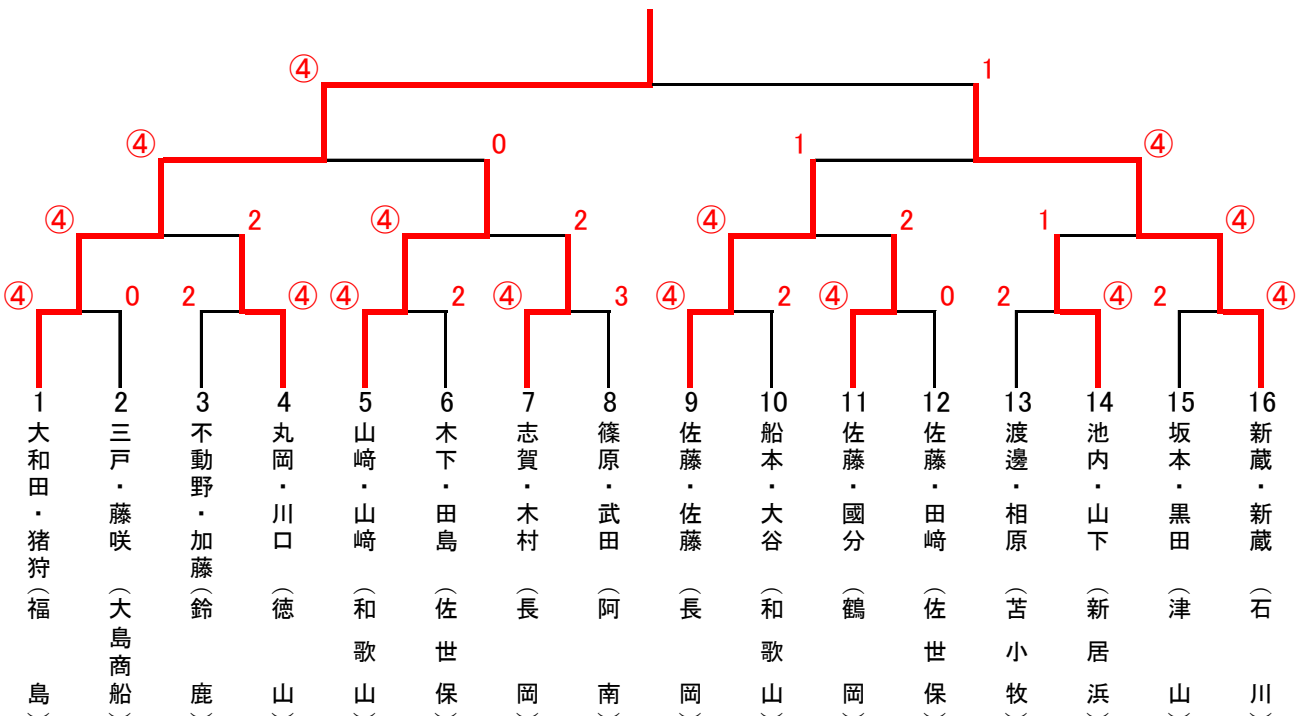 ④ 1
④ 0 1 ④
④ 2 ④ 2 ④ 2 1 ④
④ 0 2 ④ ④ 2 ④ 3 ④ 2 ④ 0 2 ④ 2 ④
1 2 3 4 5 6 7 8 9 10 11 12 13 14 15 16
大和田・猪狩（福島）
三戸・藤咲（大島商船）
不動野・加藤（鈴鹿）
丸岡・川口（徳山）
山﨑・山﨑（和歌山）
木下・田島（佐世保）
志賀・木村（長岡）
篠原・武田（阿南）
佐藤・佐藤（長岡）
船本・大谷（和歌山）
佐藤・國分（鶴岡）
佐藤・田﨑（佐世保）
渡邊・相原（苫小牧）
池内・山下（新居浜）
坂本・黒田（津山）
新蔵・新蔵（石川）